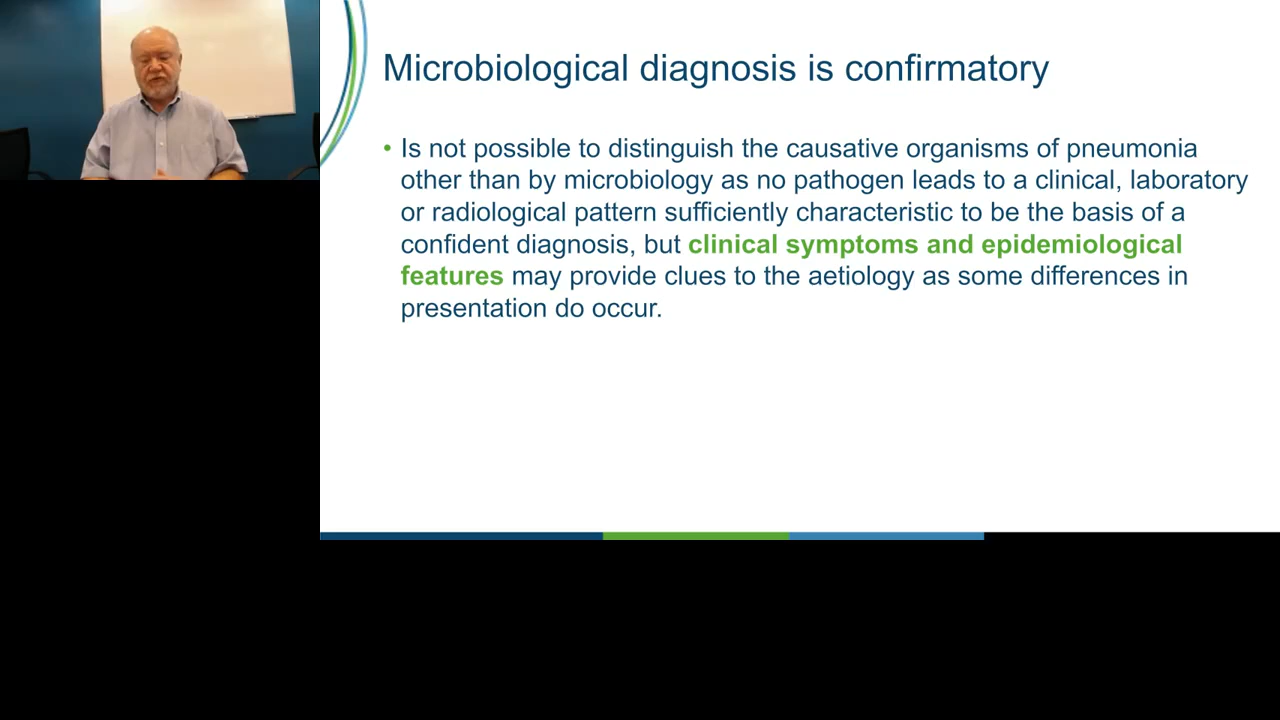 Microbiological diagnosis is confirmatory
• Is not possible to distinguish the causative organisms of pneumonia
other than by microbiology as no pathogen leads to a clinical, laboratory
or radiological pattern sufficiently characteristic to be the basis of a
confident diagnosis, but clinical symptoms and epidemiological
features may provide clues to the aetiology as some differences in
presentation do occur.